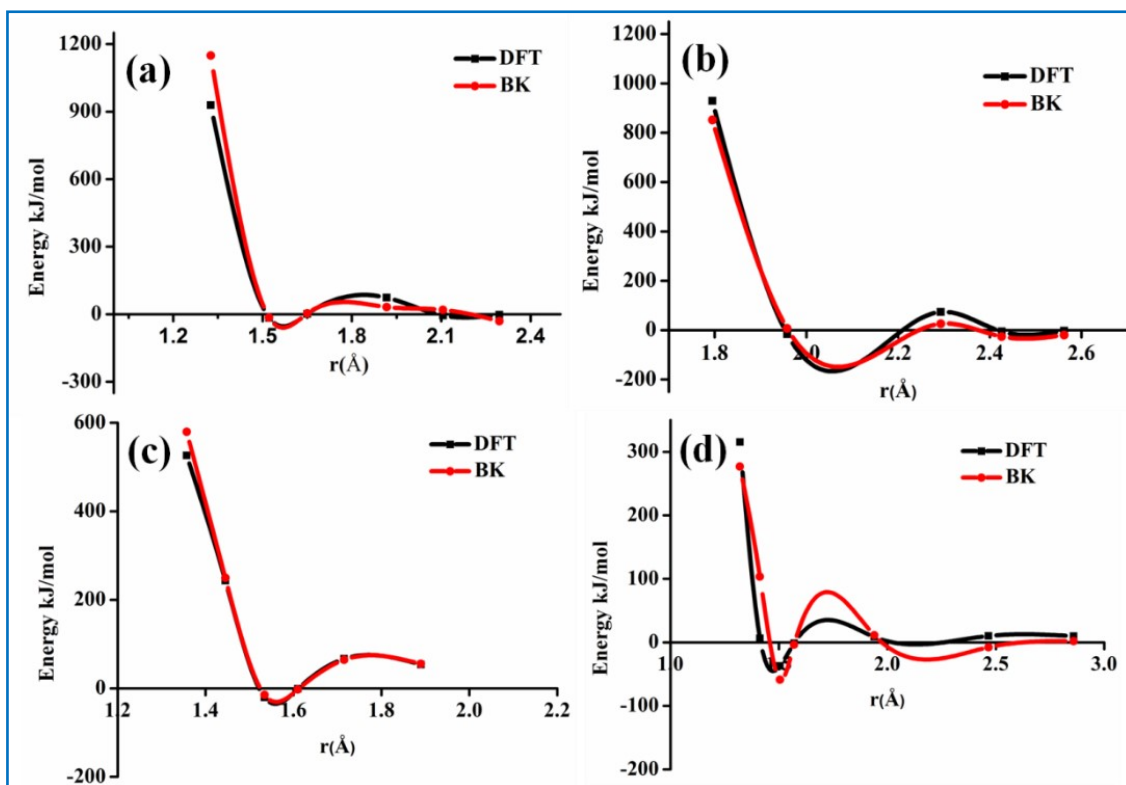 (a)
DFT
BK
Energy kJ/mol
1200
900
600
300
0
-300
1.2 1.5 1.8 2.1 2.4
r(Å)
(b)
DFT
BK
Energy kJ/mol
1200
1000
800
600
400
200
0
-200
1.8 2.0 2.2 2.4 2.6
r(Å)
(c)
DFT
BK
Energy kJ/mol
600
400
200
0
-200
1.2 1.4 1.6 1.8 2.0 2.2
r(Å)
(d)
DFT
BK
Energy kJ/mol
300
200
100
0
-100
-200
1.0 1.5 2.0 2.5 3.0
r(Å)